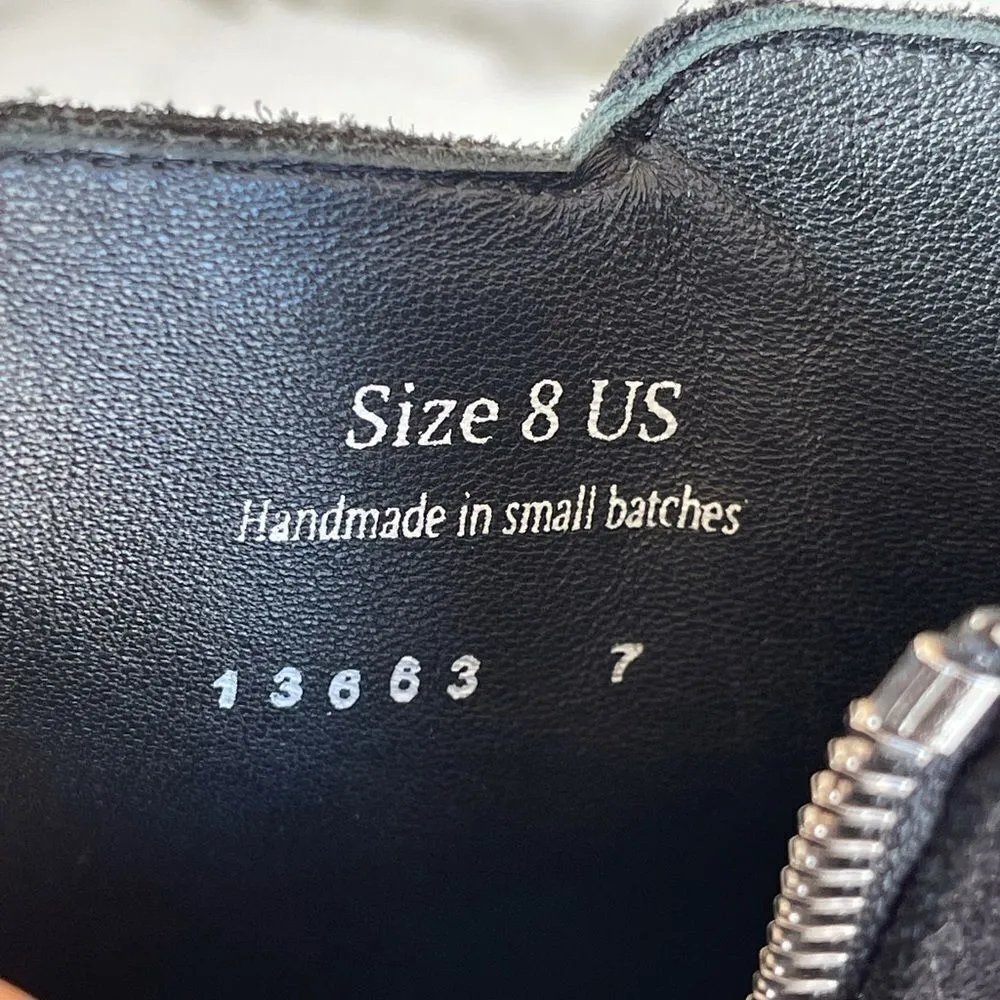 Size 8 US
Handmade in small batches
13663 7